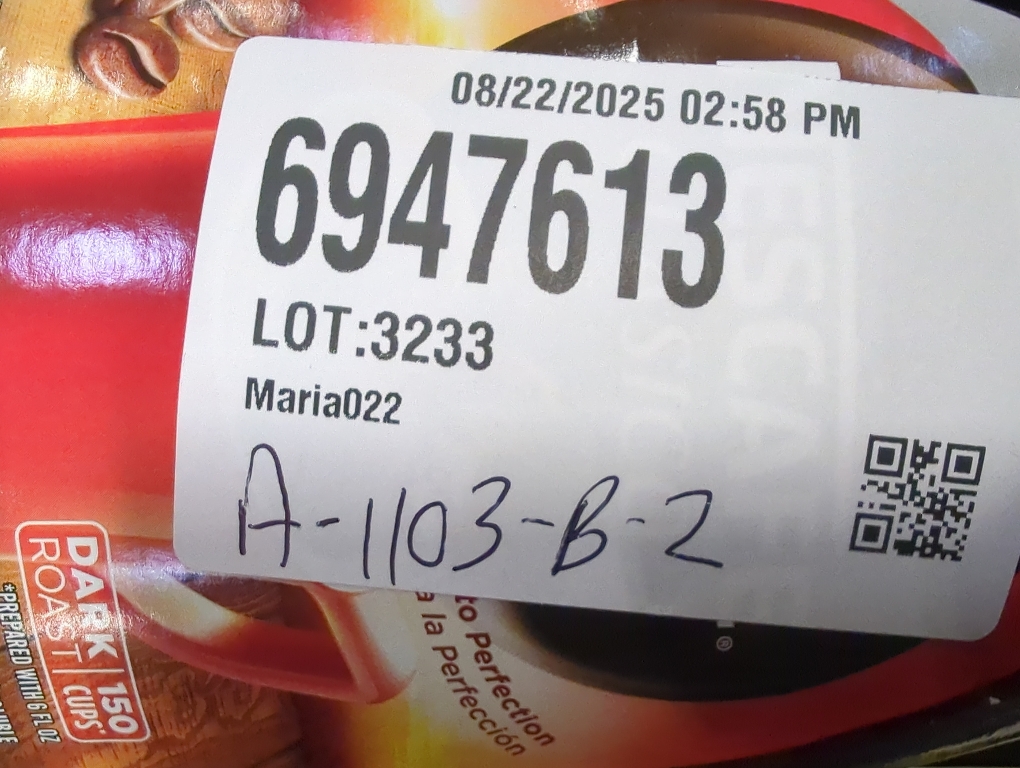 08/22/2025 02:58 PM
6947613
LOT:3233
Maria022
A-1103-B-2
DARK
ROAST
150
CUPS*
*PREPARED WITH 6 FL OZ
to Perfection
a la Perfección